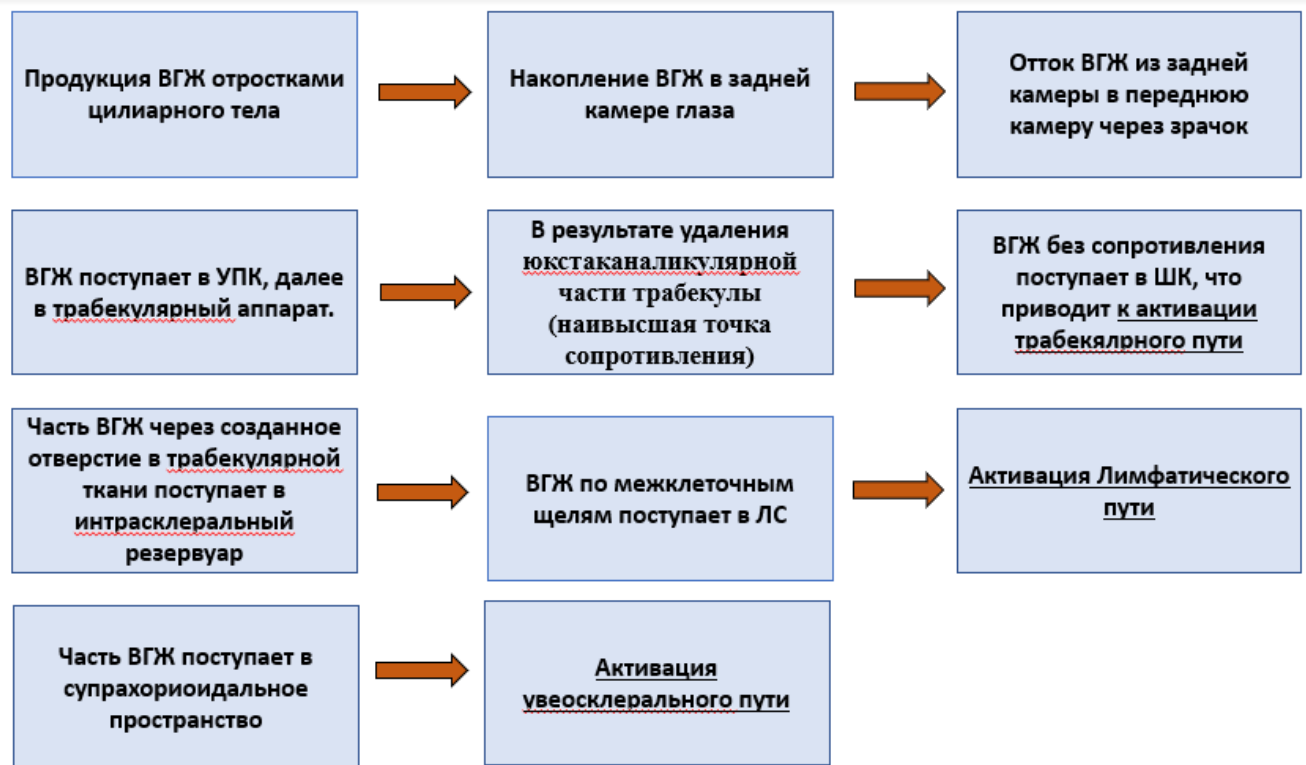 Продукция ВГЖ отростками
цилиарного тела
Накопление ВГЖ в задней
камере глаза
Отток ВГЖ из задней
камеры в переднюю
камеру через зрачок
ВГЖ поступает в УПК, далее
в трабекулярный аппарат.
В результате удаления
юкстаканаликулярной
части трабекулы
(наивысшая точка
сопротивления)
ВГЖ без сопротивления
поступает в ШК, что
приводит к активации
трабекялрного пути
Часть ВГЖ через созданное
отверстие в трабекулярной
ткани поступает в
интрасклеральный
резервуар
ВГЖ по межклеточным
щелям поступает в ЛС
Активация Лимфатического
пути
Часть ВГЖ поступает в
супрахориоидальное
пространство
Активация
увеосклерального пути